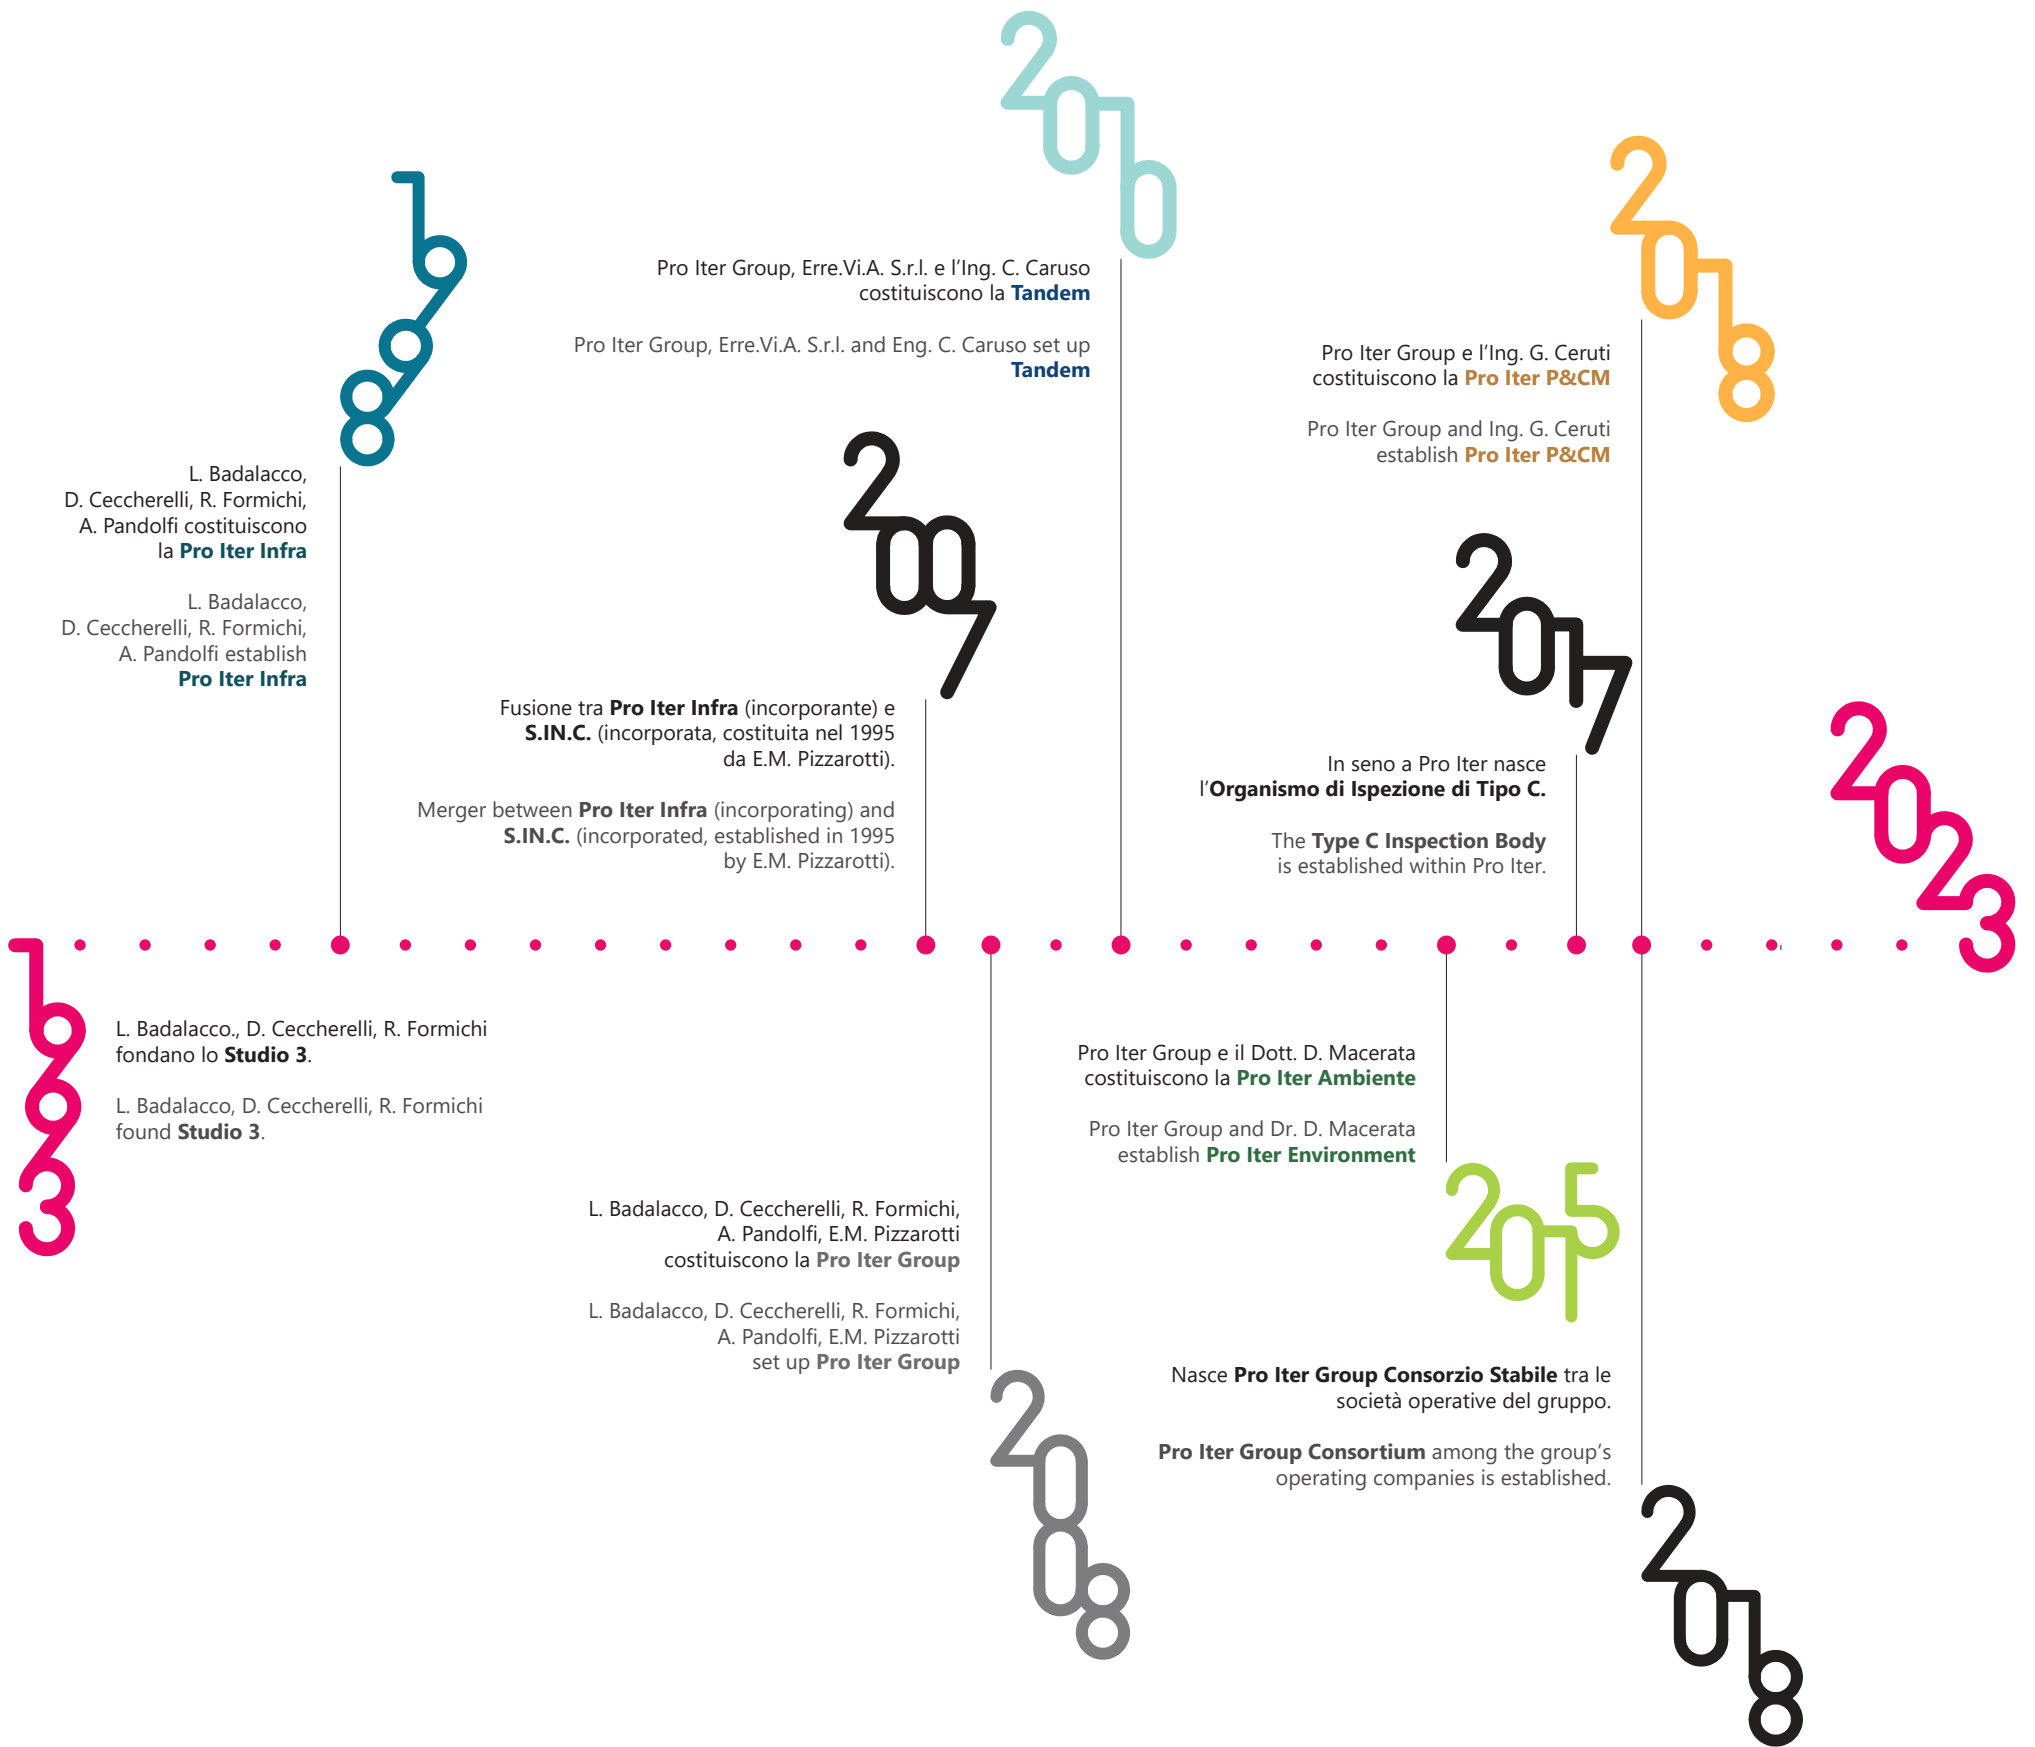 2010
Pro Iter Group, Erre.Vi.A. S.r.l. e l'Ing. C. Caruso
costituiscono la Tandem
Pro Iter Group, Erre.Vi.A. S.r.l. and Eng. C. Caruso set up
Tandem
2018
Pro Iter Group e l'Ing. G. Ceruti
costituiscono la Pro Iter P&CM
Pro Iter Group and Ing. G. Ceruti
establish Pro Iter P&CM
1998
L. Badalacco,
D. Ceccherelli, R. Formichi,
A. Pandolfi costituiscono
la Pro Iter Infra
L. Badalacco,
D. Ceccherelli, R. Formichi,
A. Pandolfi establish
Pro Iter Infra
2007
Fusione tra Pro Iter Infra (incorporante) e
S.IN.C. (incorporata, costituita nel 1995
da E.M. Pizzarotti).
Merger between Pro Iter Infra (incorporating) and
S.IN.C. (incorporated, established in 1995
by E.M. Pizzarotti).
2017
In seno a Pro Iter nasce
l'Organismo di Ispezione di Tipo C.
The Type C Inspection Body
is established within Pro Iter.
2023
1993
L. Badalacco., D. Ceccherelli, R. Formichi
fondano lo Studio 3.
L. Badalacco, D. Ceccherelli, R. Formichi
found Studio 3.
Pro Iter Group e il Dott. D. Macerata
costituiscono la Pro Iter Ambiente
Pro Iter Group and Dr. D. Macerata
establish Pro Iter Environment
2015
L. Badalacco, D. Ceccherelli, R. Formichi,
A. Pandolfi, E.M. Pizzarotti
costituiscono la Pro Iter Group
L. Badalacco, D. Ceccherelli, R. Formichi,
A. Pandolfi, E.M. Pizzarotti
set up Pro Iter Group
2008
Nasce Pro Iter Group Consorzio Stabile tra le
società operative del gruppo.
Pro Iter Group Consortium among the group's
operating companies is established.
2018